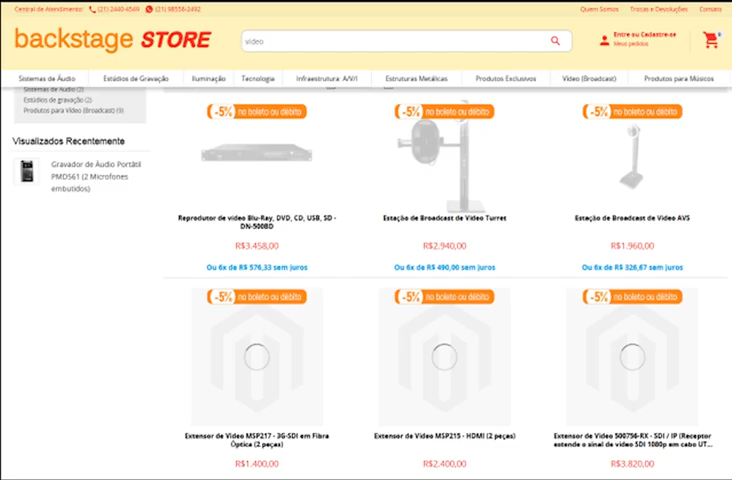 Central de Atendimento: (21) 2440-4549 (21) 98556-2492 Quem Somos Trocas e Devoluções Contato
backstage STORE
vídeo
Entre ou Cadastre-se
Meus pedidos
0
Sistemas de Áudio Estúdios de Gravação Iluminação Tecnologia Infraestrutura A/V/I Estruturas Metálicas Produtos Exclusivos Vídeo (Broadcast) Produtos para Músicos
Sistemas de Áudio (2)
Estúdios de gravação (2)
Produtos para Vídeo (Broadcast) (9)
Visualizados Recentemente
Gravador de Áudio Portátil
PMD561 (2 Microfones
embutidos)
-5% no boleto ou débito -5% no boleto ou débito -5% no boleto ou débito
Reprodutor de vídeo Blu-Ray, DVD, CD, USB, SD -
DN-500BD
Estação de Broadcast de Vídeo Turret
Estação de Broadcast de Vídeo AVS
R$3.458,00 R$2.940,00 R$1.960,00
Ou 6x de R$ 576,33 sem juros Ou 6x de R$ 490,00 sem juros Ou 6x de R$ 326,67 sem juros
-5% no boleto ou débito -5% no boleto ou débito -5% no boleto ou débito
Extensor de Vídeo MSP217 - 3G-SDI em Fibra
Óptica (2 peças)
Extensor de Vídeo MSP215 - HDMI (2 peças)
Extensor de Vídeo 500756-RX - SDI / IP (Receptor
estende o sinal de vídeo SDI 1080p em cabo UT...
R$1.400,00 R$2.400,00 R$3.820,00